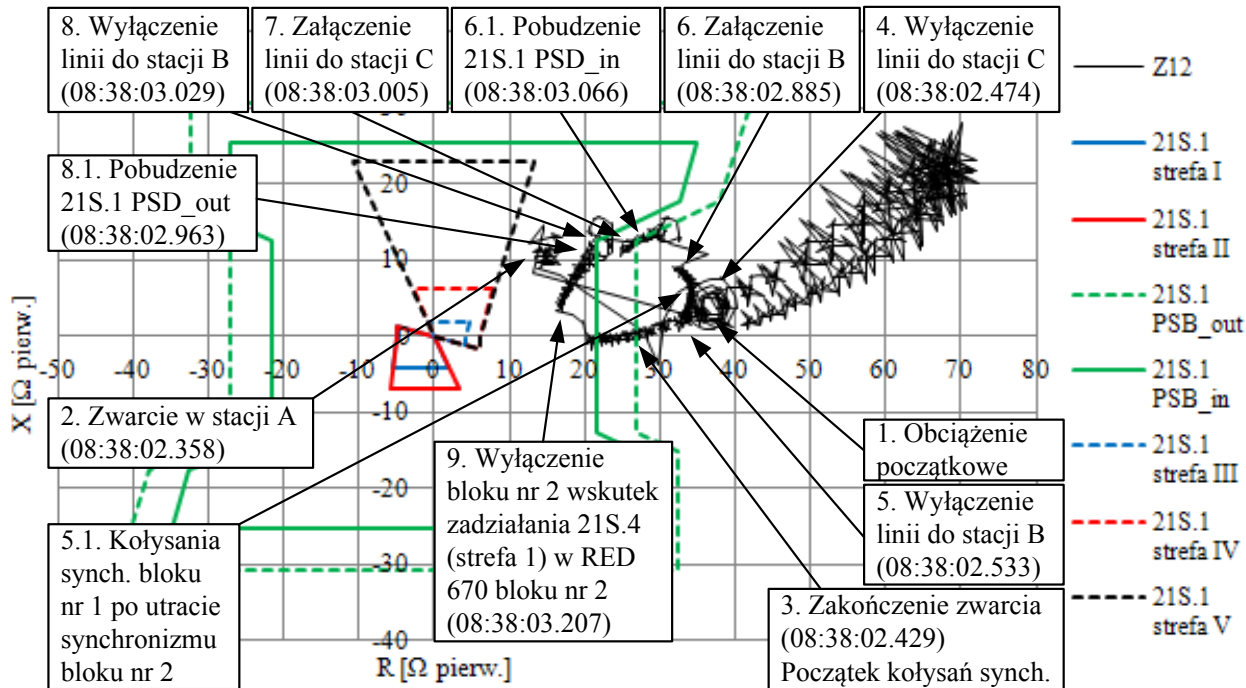 8. Wyłączenie
linii do stacji B
(08:38:03.029)
7. Załączenie
linii do stacji C
(08:38:03.005)
6.1. Pobudzenie
21S.1 PSD_in
(08:38:03.066)
6. Załączenie
linii do stacji B
(08:38:02.885)
4. Wyłączenie
linii do stacji C
(08:38:02.474)
8.1. Pobudzenie
21S.1 PSD_out
(08:38:02.963)
2. Zwarcie w stacji A
(08:38:02.358)
5.1. Kołysania
synch. bloku
nr 1 po utracie
synchronizmu
bloku nr 2
9. Wyłączenie
bloku nr 2 wskutek
zadziałania 21S.4
(strefa 1) w RED
670 bloku nr 2
(08:38:03.207)
1. Obciążenie
początkowe
5. Wyłączenie
linii do stacji B
(08:38:02.533)
3. Zakończenie zwarcia
(08:38:02.429)
Początek kołysań synch.
20
10
0
-10
-20
-30
-40
-50 -40 -30 -20 -10 0 10 20 30 40 50 60 70 80
X [Ω pierw.]
R [Ω pierw.]
Z12
21S.1
strefa I
21S.1
strefa II
21S.1
PSB_out
21S.1
PSB_in
21S.1
strefa III
21S.1
strefa IV
21S.1
strefa V